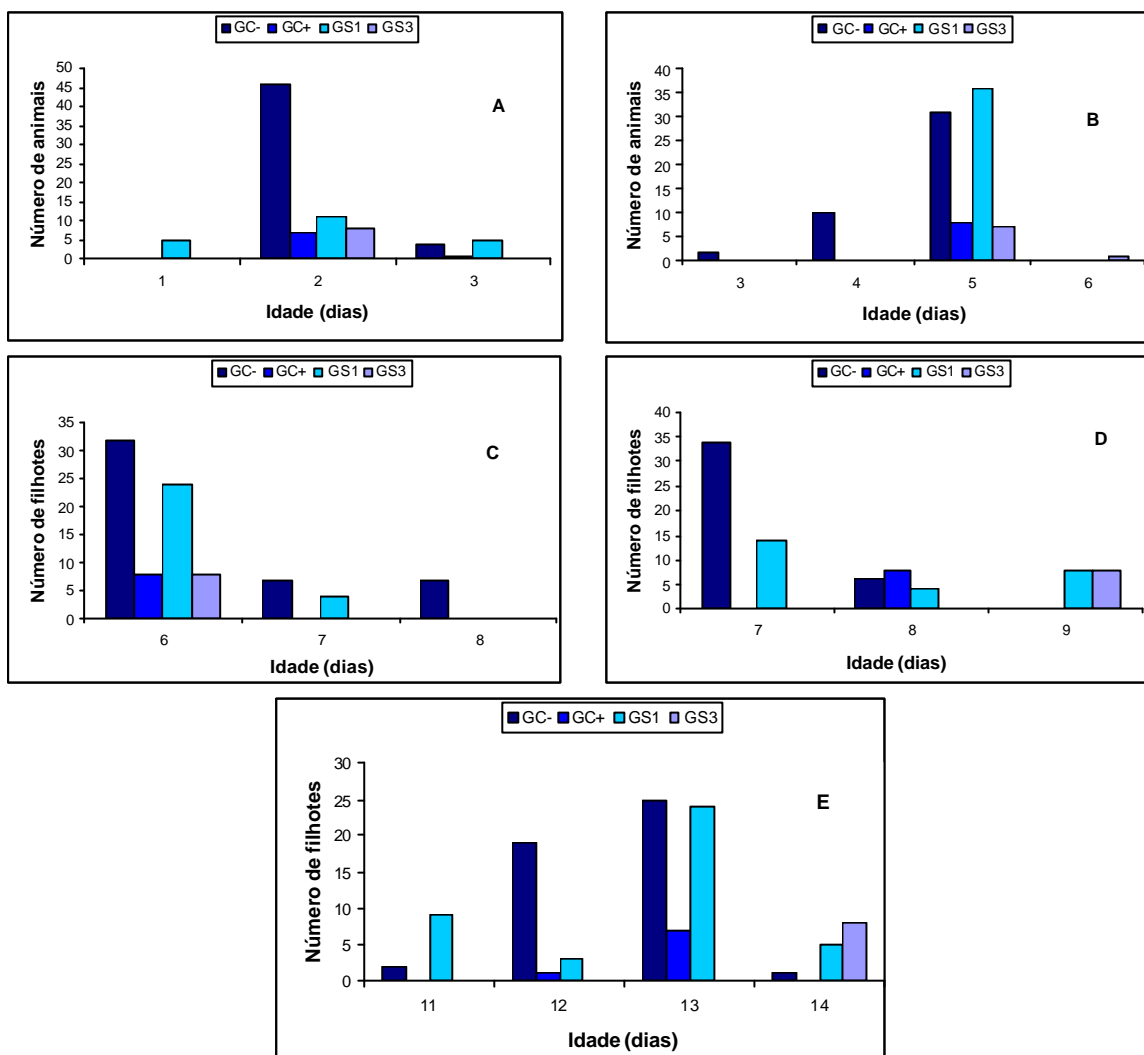 GC- GC+ GS1 GS3
50
45
40
35
30
25
20
15
10
5
0
Número de animais
A
1 2 3
Idade (dias)
GC- GC+ GS1 GS3
40
35
30
25
20
15
10
5
0
Número de animais
B
3 4 5 6
Idade (dias)
GC- GC+ GS1 GS3
35
30
25
20
15
10
5
0
Número de filhotes
C
6 7 8
Idade (dias)
GC- GC+ GS1 GS3
40
35
30
25
20
15
10
5
0
Número de filhotes
D
7 8 9
Idade (dias)
GC- GC+ GS1 GS3
30
25
20
15
10
5
0
Número de filhotes
E
11 12 13 14
Idade (dias)